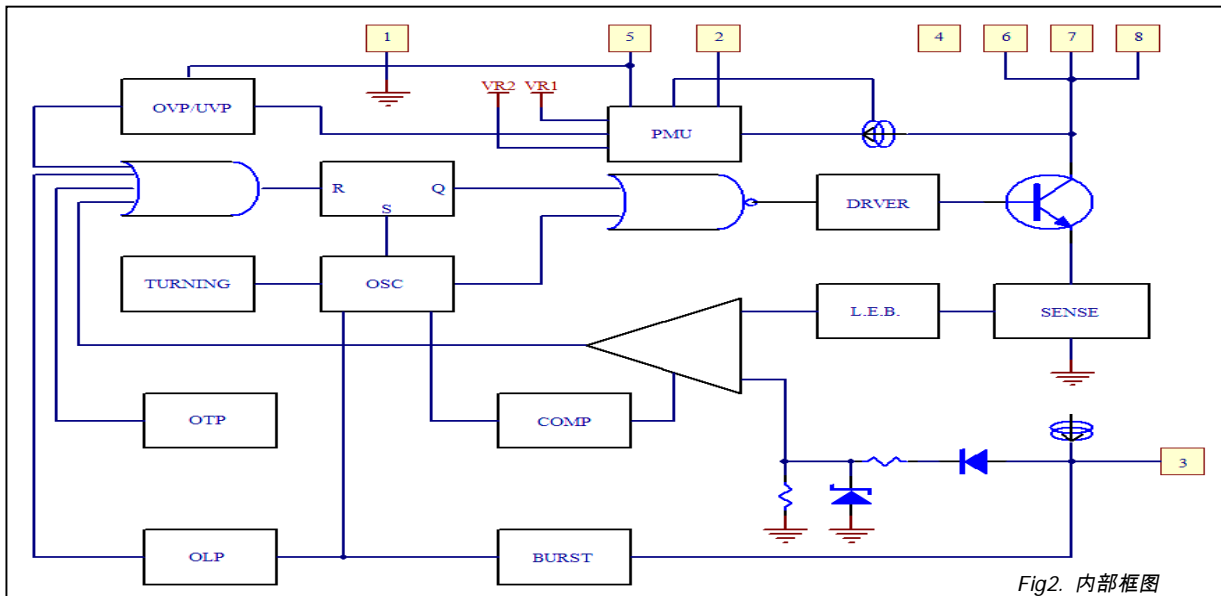 1
5
2
4
6
7
8
VR2
VR1
OVP/UVP
PMU
R
Q
S
DRVER
TURNING
OSC
L.E.B.
SENSE
OTP
COMP
3
OLP
BURST
Fig2. 内部框图